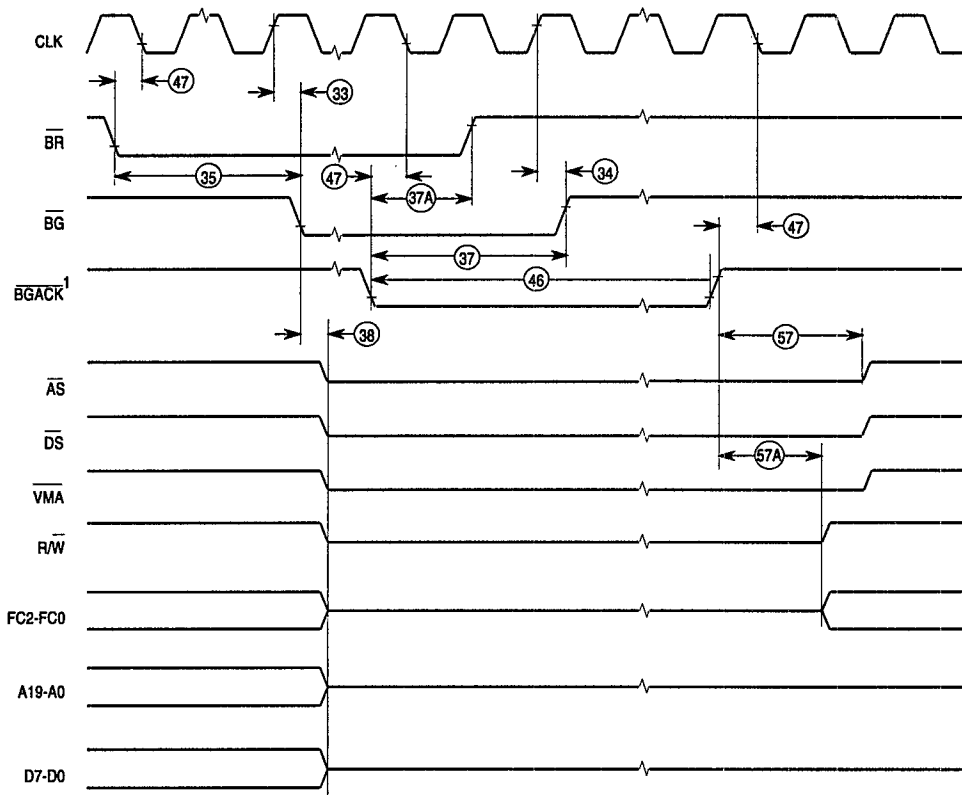 CLK
47
33
BR
35
47
37A
34
BG
47
37
46
BGACK¹
38
57
AS
DS
57A
VMA
R/W
FC2-FC0
A19-A0
D7-D0